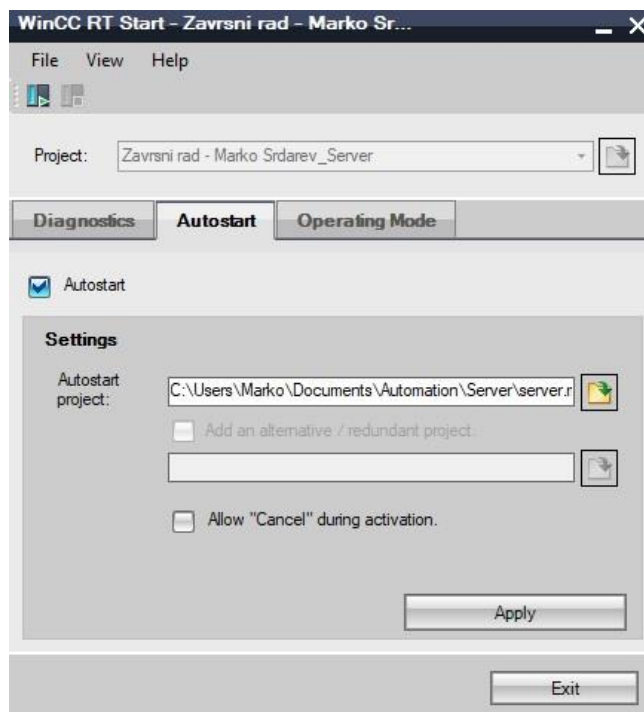 WinCC RT Start - Zavrsni rad - Marko Sr...
File View Help
Project: Zavrsni rad - Marko Srdarev_Server
Diagnostics Autostart Operating Mode
Autostart
Settings
Autostart project: C:\Users\Marko\Documents\Automation\Server\server.r
Add an alternative / redundant project.
Allow "Cancel" during activation.
Apply
Exit